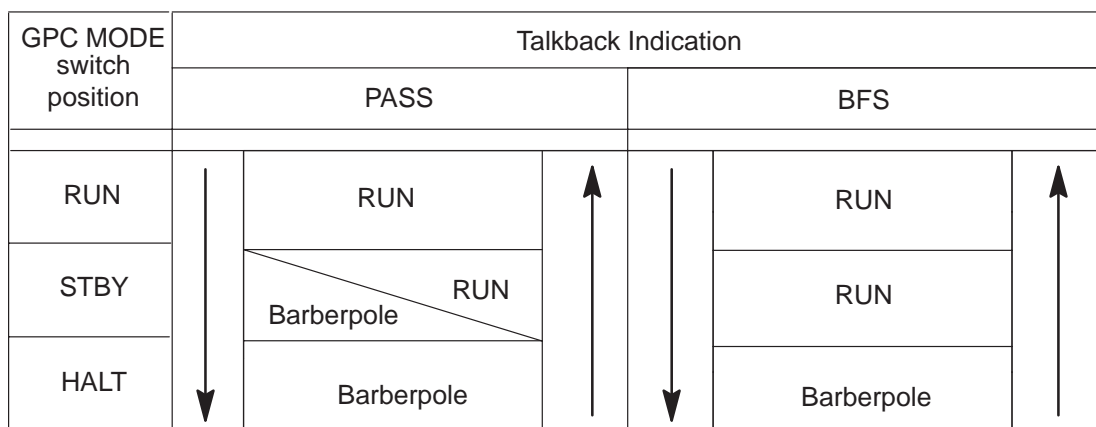 GPC MODE
switch
position
Talkback Indication
PASS
BFS
RUN
RUN
RUN
STBY
RUN
Barberpole
RUN
HALT
Barberpole
Barberpole